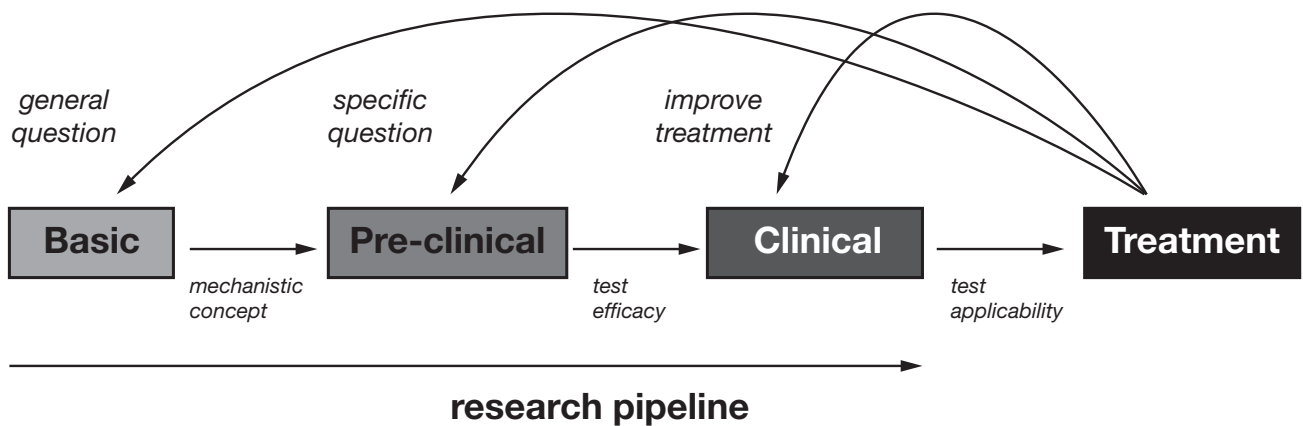 general
question
specific
question
improve
treatment
Basic
Pre-clinical
Clinical
Treatment
mechanistic
concept
test
efficacy
test
applicability
research pipeline